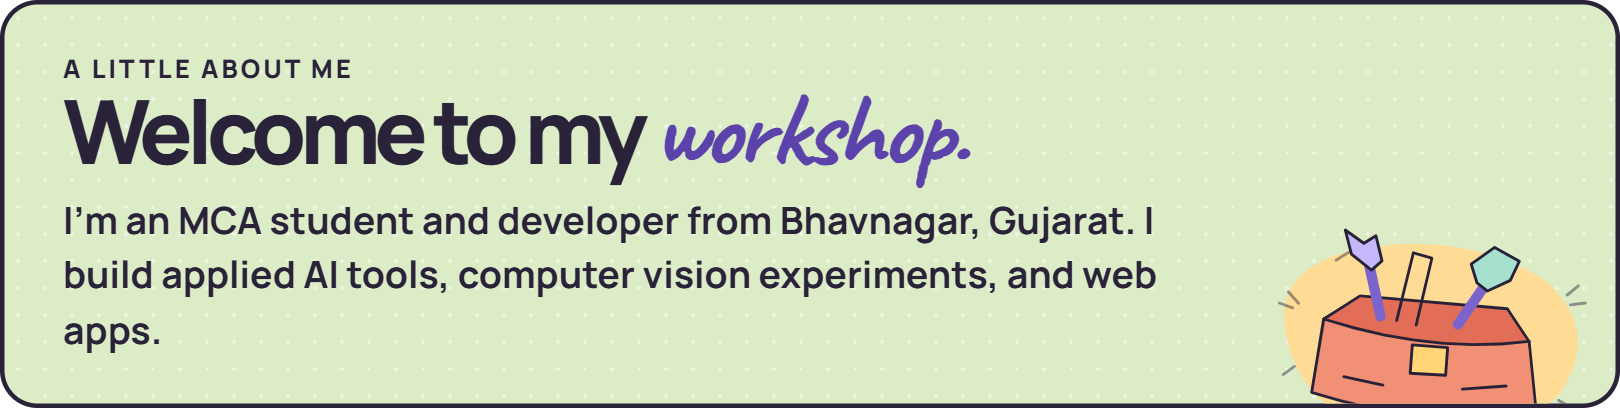 A LITTLE ABOUT ME
Welcome to my workshop.
I'm an MCA student and developer from Bhavnagar, Gujarat. I
build applied AI tools, computer vision experiments, and web
apps.